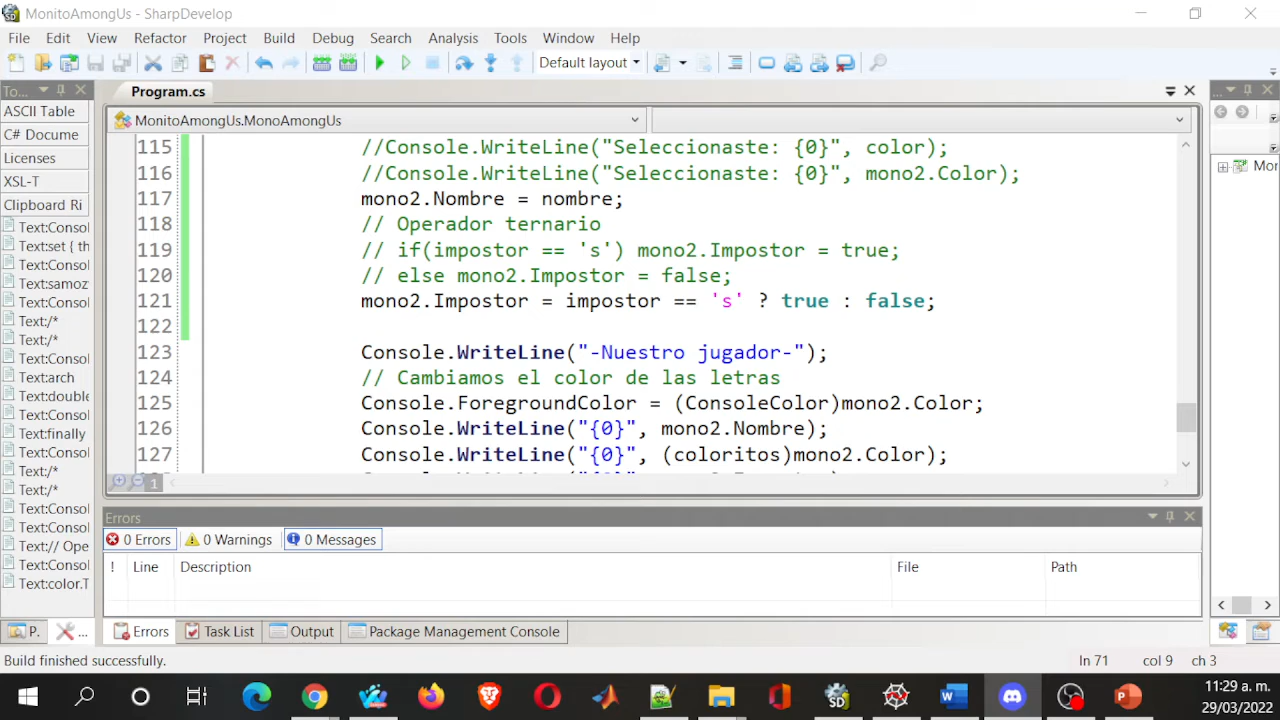 MonitoAmongUs - SharpDevelop
File Edit View Refactor Project Build Debug Search Analysis Tools Window Help
Default layout
To...
Program.cs
...
ASCII Table
C# Docume
Licenses
XSL-T
Clipboard Ri
Text:Consol
Text:set { th
Text:Consol
Text:samoz
Text:Consol
Text:/*
Text:/*
Text:Consol
Text:arch
Text:double
Text:Consol
Text:finally
Text:Consol
Text:/*
Text:/*
Text:Consol
Text:Consol
Text:// Ope
Text:Consol
Text:color.T
P.
...
MonitoAmongUs.MonoAmongUs
115 //Console.WriteLine("Seleccionaste: {0}", color);
116 //Console.WriteLine("Seleccionaste: {0}", mono2.Color);
117 mono2.Nombre = nombre;
118 // Operador ternario
119 // if(impostor == 's') mono2.Impostor = true;
120 // else mono2.Impostor = false;
121 mono2.Impostor = impostor == 's' ? true : false;
122
123 Console.WriteLine("-Nuestro jugador-");
124 // Cambiamos el color de las letras
125 Console.ForegroundColor = (ConsoleColor)mono2.Color;
126 Console.WriteLine("{0}", mono2.Nombre);
127 Console.WriteLine("{0}", (coloritos)mono2.Color);
1
Mor
Errors
0 Errors 0 Warnings 0 Messages
! Line Description File Path
Errors Task List Output Package Management Console
Build finished successfully. ln 71 col 9 ch 3
11:29 a. m.
29/03/2022